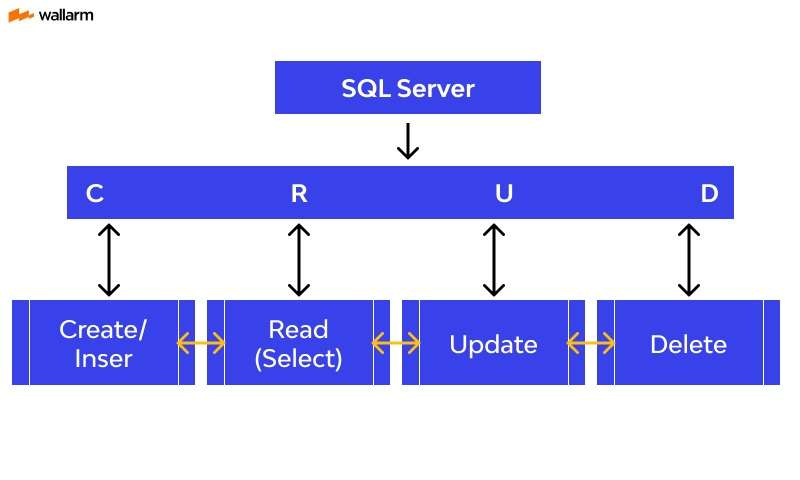 wallarm
SQL Server
C R U D
Create/
Inser
Read
(Select)
Update
Delete